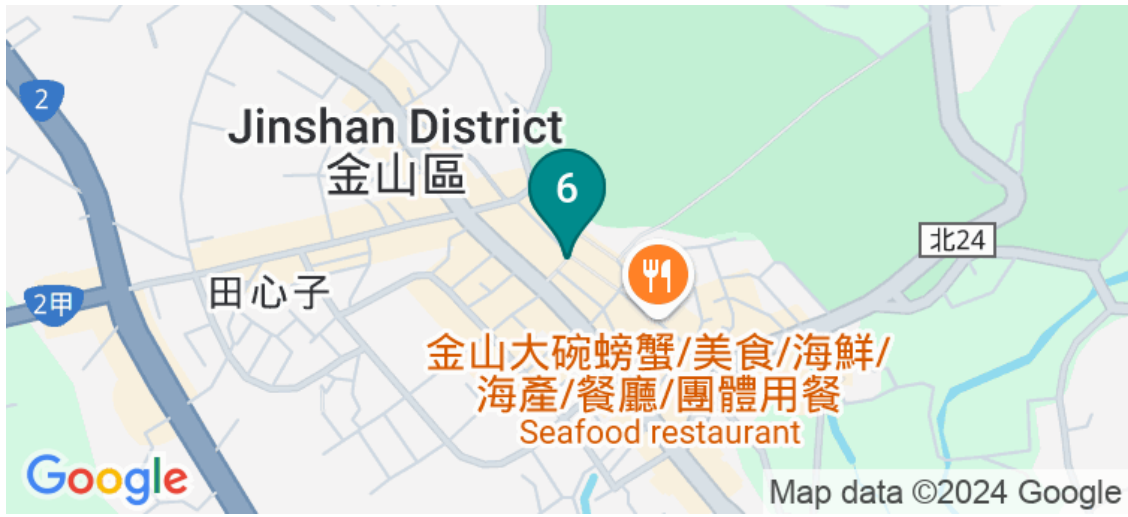 2
Jinshan District
金山區
6
北24
田心子
2甲
金山大碗螃蟹/美食/海鮮/
海產/餐廳/團體用餐
Seafood restaurant
Google
Map data ©2024 Google